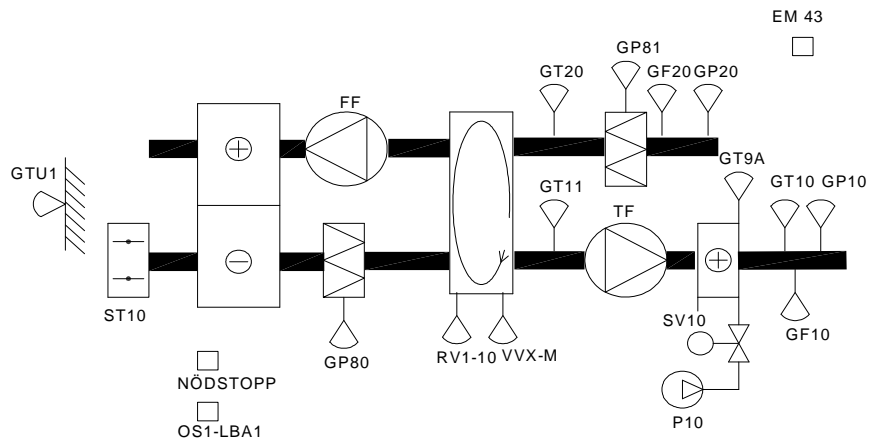 EM 43
GP81
GT20
GF20
GP20
FF
GT9A
GTU1
GT10
GP10
GT11
TF
ST10
SV10
GF10
GP80
RV1-10
VVX-M
NÖDSTOPP
P10
OS1-LBA1